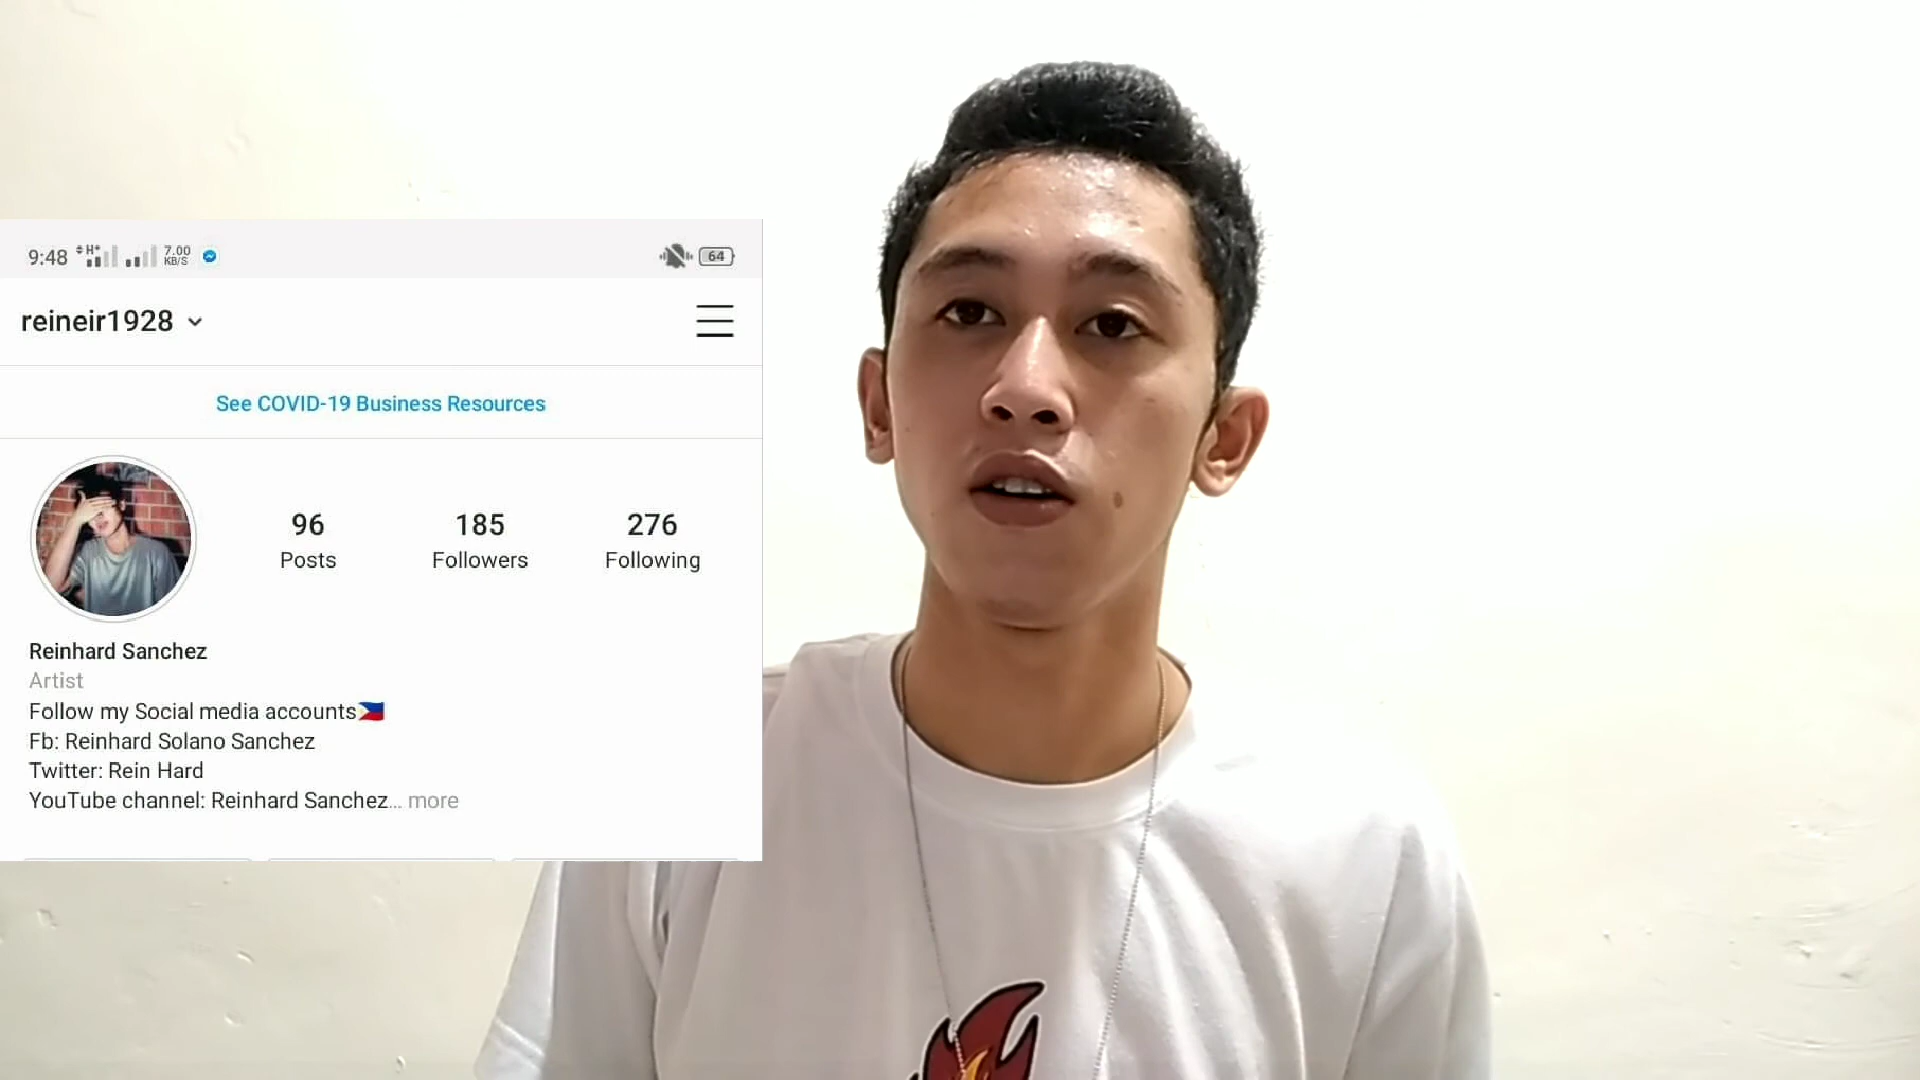 9:48 H+ 7.00 KB/S 64
reineir1928
See COVID-19 Business Resources
96 185 276
Posts Followers Following
Reinhard Sanchez
Artist
Follow my Social media accounts🇵🇭
Fb: Reinhard Solano Sanchez
Twitter: Rein Hard
YouTube channel: Reinhard Sanchez... more